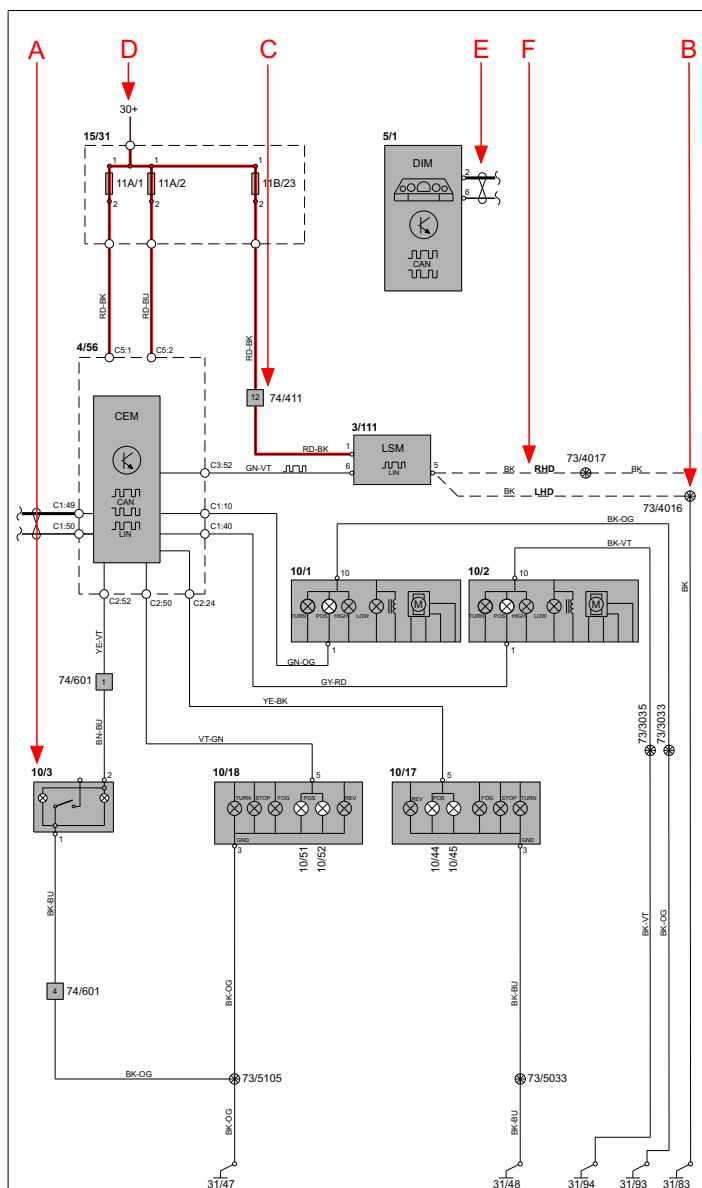 A D C E F B
30+
15/31 5/1
1 1 1 DIM
11A/1 11A/2 11B/23
2 2 2
2
6
CAN
RD-BK RD-BU RD-BK
4/56 C5:1 C5:2
12 74/411
CEM
3/111
RD-BK 1 LSM
GN-VT 6 LIN 5
73/4017
BK RHD BK
BK LHD
73/4016
C3:52
CAN
LIN
C1:49 C1:10
C1:50 C1:40
BK-OG
BK-VT
10/1 10 10/2 10
TURN POS HIGH LOW M TURN POS HIGH LOW M
1 1
BK
C2:52 C2:50 C2:24
YE-VT
GN-OG
GY-RD
74/601 1
YE-BK
BN-BU
VT-GN
73/3035 73/3033
10/3 2 10/18 5 10/17 5
TURN STOP FOG POS REV REV POS FOG STOP TURN
1
GND GND
3 3
10/51 10/52 10/44 10/45
BK-BU
BK-VT BK-OG
4 74/601
BK-OG BK-BU
BK-OG 73/5105 73/5033
BK-OG BK-BU
31/47 31/48 31/94 31/93 31/83